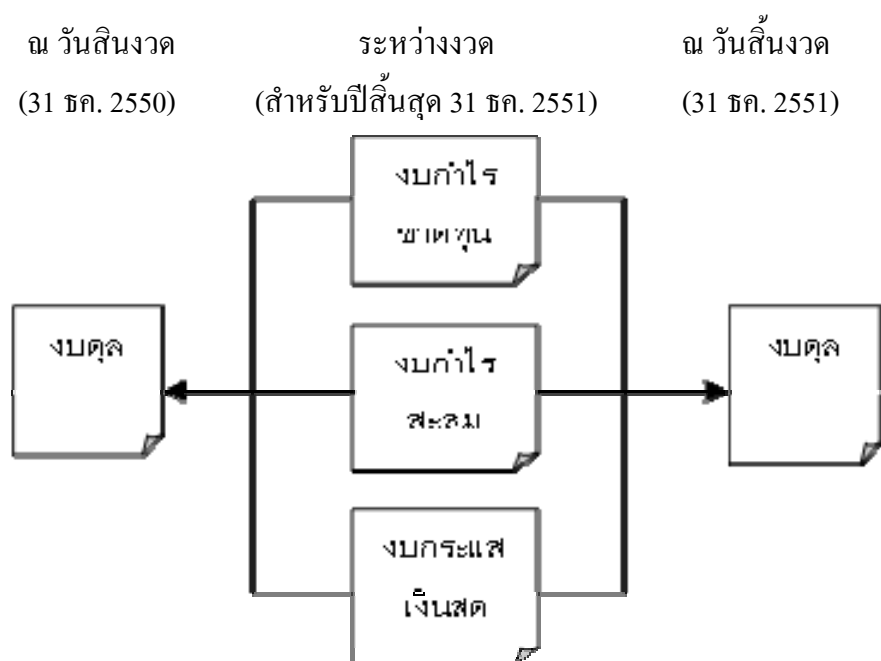 ณ วันสินงวด
(31 ธค. 2550)
ระหว่างงวด
(สำหรับปีสิ้นสุด 31 ธค. 2551)
ณ วันสิ้นงวด
(31 ธค. 2551)
งบกำไร
ขาดทุน
งบดุล
งบกำไร
สะสม
งบดุล
งบกระแส
เงินสด